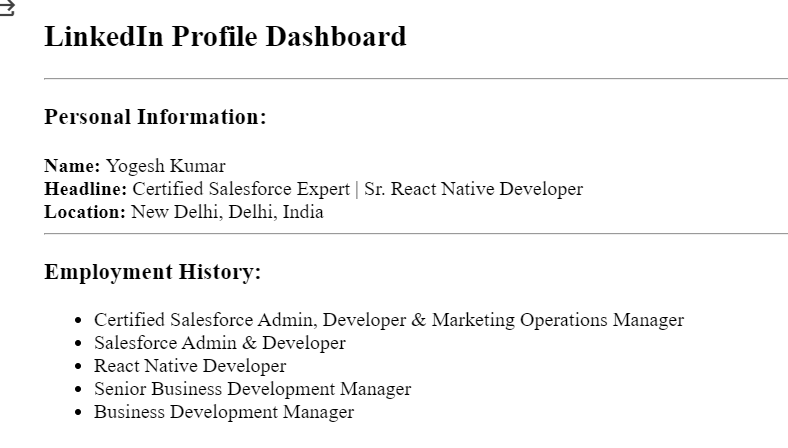 LinkedIn Profile Dashboard
Personal Information:
Name: Yogesh Kumar
Headline: Certified Salesforce Expert | Sr. React Native Developer
Location: New Delhi, Delhi, India
Employment History:
Certified Salesforce Admin, Developer & Marketing Operations Manager
Salesforce Admin & Developer
React Native Developer
Senior Business Development Manager
Business Development Manager